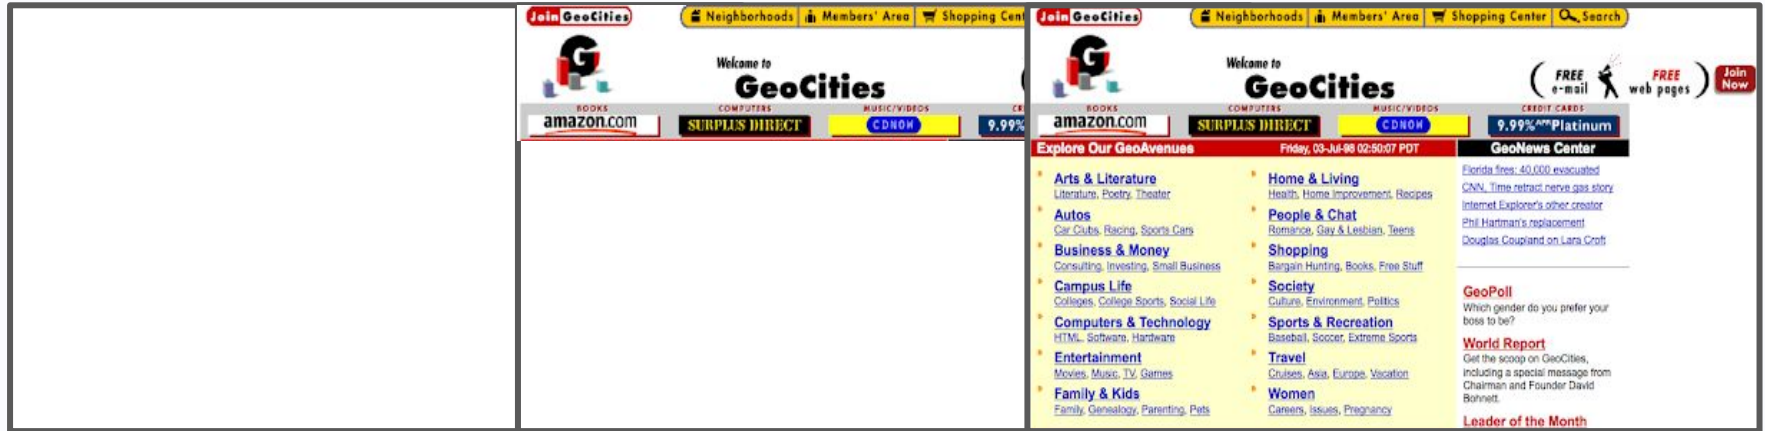 Join GeoCities
Neighborhoods Members' Area Shopping Cent
Welcome to
GeoCities
BOOKS COMPUTERS MUSIC/VIDEOS CR
amazon.com SURPLUS DIRECT CDNOW 9.99%
Join GeoCities
Neighborhoods Members' Area Shopping Center Search
Welcome to
GeoCities
( FREE e-mail FREE web pages ) Join Now
BOOKS COMPUTERS MUSIC/VIDEOS CREDIT CARDS
amazon.com SURPLUS DIRECT CDNOW 9.99% APR Platinum
Explore Our GeoAvenues Friday, 03-Jul-98 02:50:07 PDT
Arts & Literature
Literature, Poetry, Theater
Autos
Car Clubs, Racing, Sports Cars
Business & Money
Consulting, Investing, Small Business
Campus Life
Colleges, College Sports, Social Life
Computers & Technology
HTML, Software, Hardware
Entertainment
Movies, Music, TV, Games
Family & Kids
Family, Genealogy, Parenting, Pets
Home & Living
Health, Home Improvement, Recipes
People & Chat
Romance, Gay & Lesbian, Teens
Shopping
Bargain Hunting, Books, Free Stuff
Society
Culture, Environment, Politics
Sports & Recreation
Baseball, Soccer, Extreme Sports
Travel
Cruises, Asia, Europe, Vacation
Women
Careers, Issues, Pregnancy
GeoNews Center
Florida fires: 40,000 evacuated
CNN, Time retract nerve gas story
Internet Explorer's other creator
Phil Hartman's replacement
Douglas Coupland on Lara Croft
GeoPoll
Which gender do you prefer your
boss to be?
World Report
Get the scoop on GeoCities,
including a special message from
Chairman and Founder David
Bohnett.
Leader of the Month